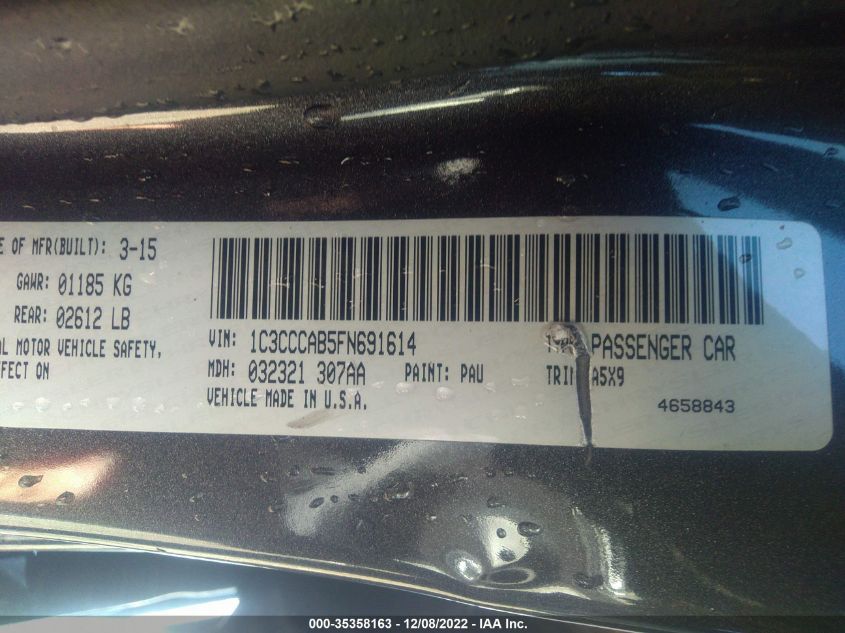 E OF MFR(BUILT): 3-15
GAWR: 01185 KG
REAR: 02612 LB
AL MOTOR VEHICLE SAFETY,
EFECT ON
VIN: 1C3CCCAB5FN691614
PASSENGER CAR
MDH: 032321 307AA PAINT: PAU
A5X9
VEHICLE MADE IN U.S.A.
4658843
000-35358163 - 12/08/2022 - IAA Inc.